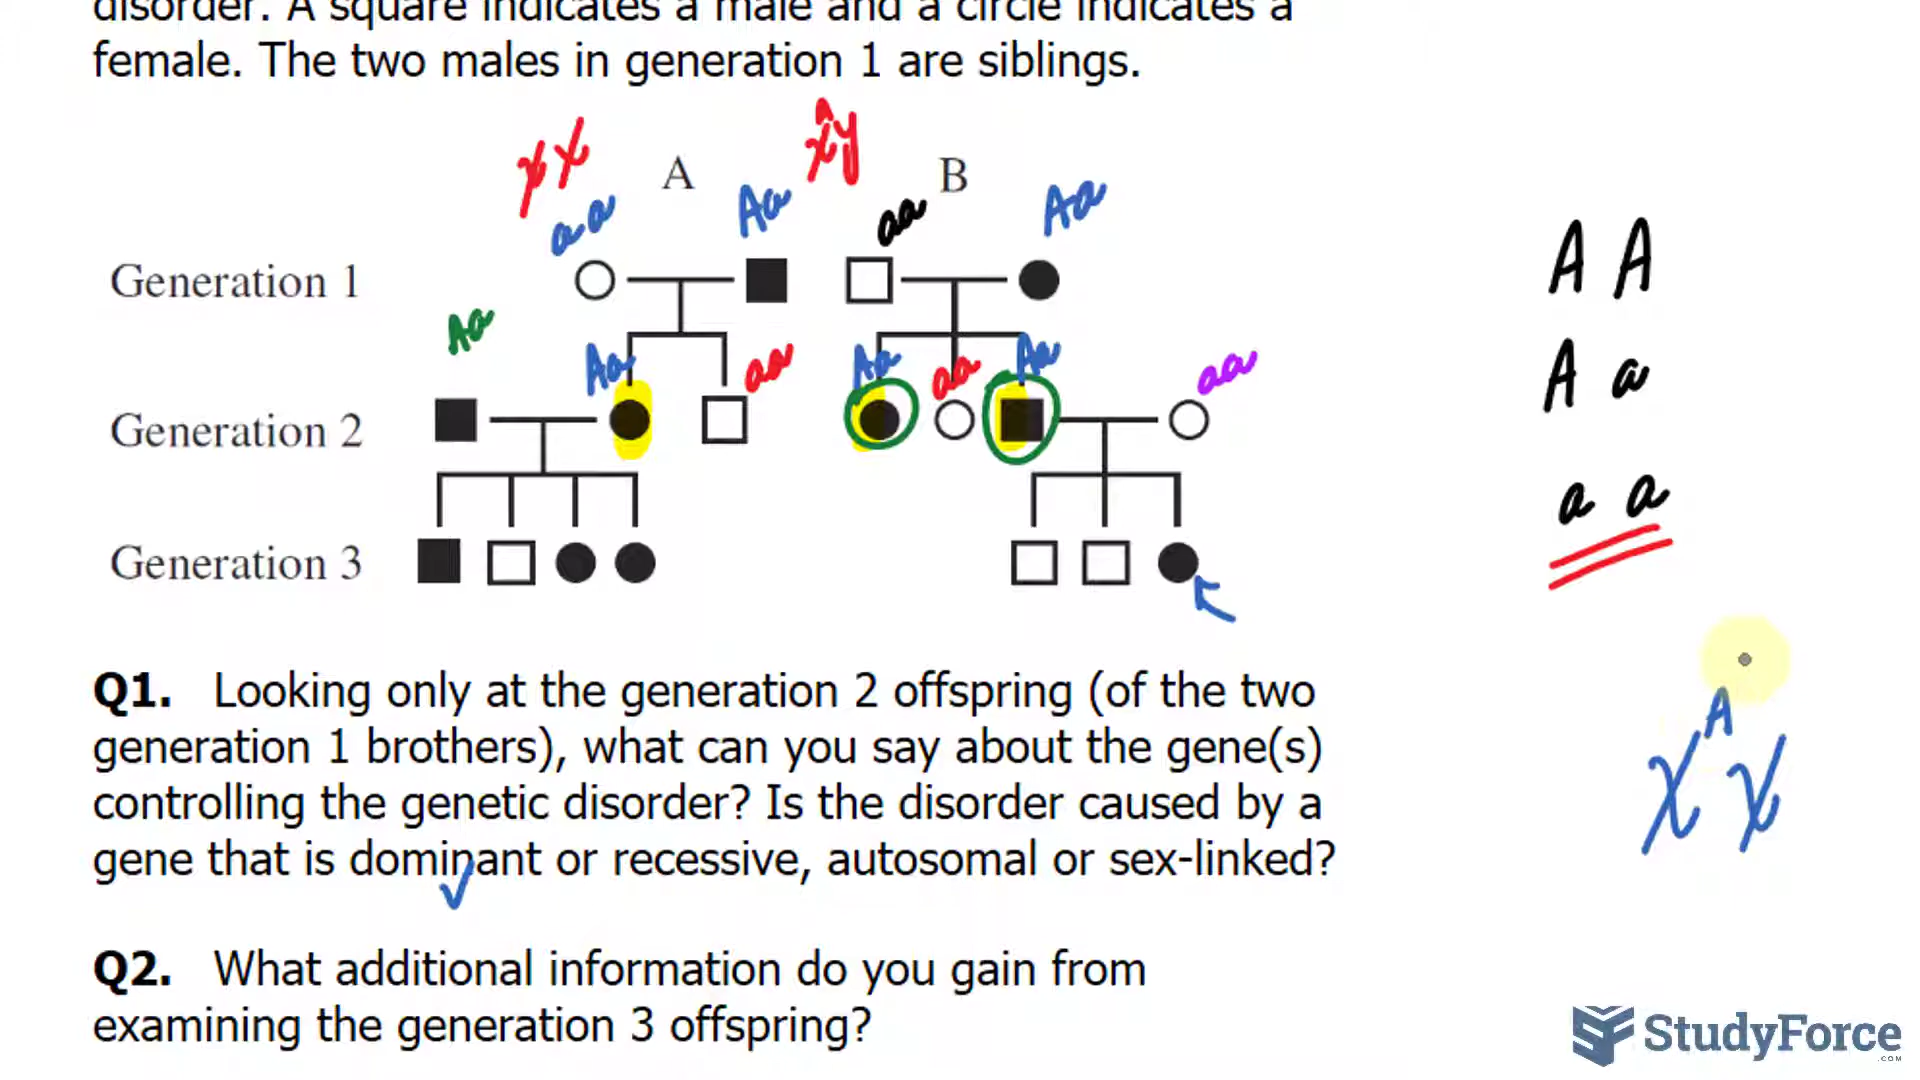 disorder. A square indicates a male and a circle indicates a
female. The two males in generation 1 are siblings.
XX A Xy B
aa Aa aa Aa
A A
Generation 1
Aa
A a
Aa aa Aa aa Aa aa
Generation 2
a a
Generation 3
Q1. Looking only at the generation 2 offspring (of the two
generation 1 brothers), what can you say about the gene(s)
controlling the genetic disorder? Is the disorder caused by a
gene that is dominant or recessive, autosomal or sex-linked?
A
X X
Q2. What additional information do you gain from
examining the generation 3 offspring?
StudyForce
.COM